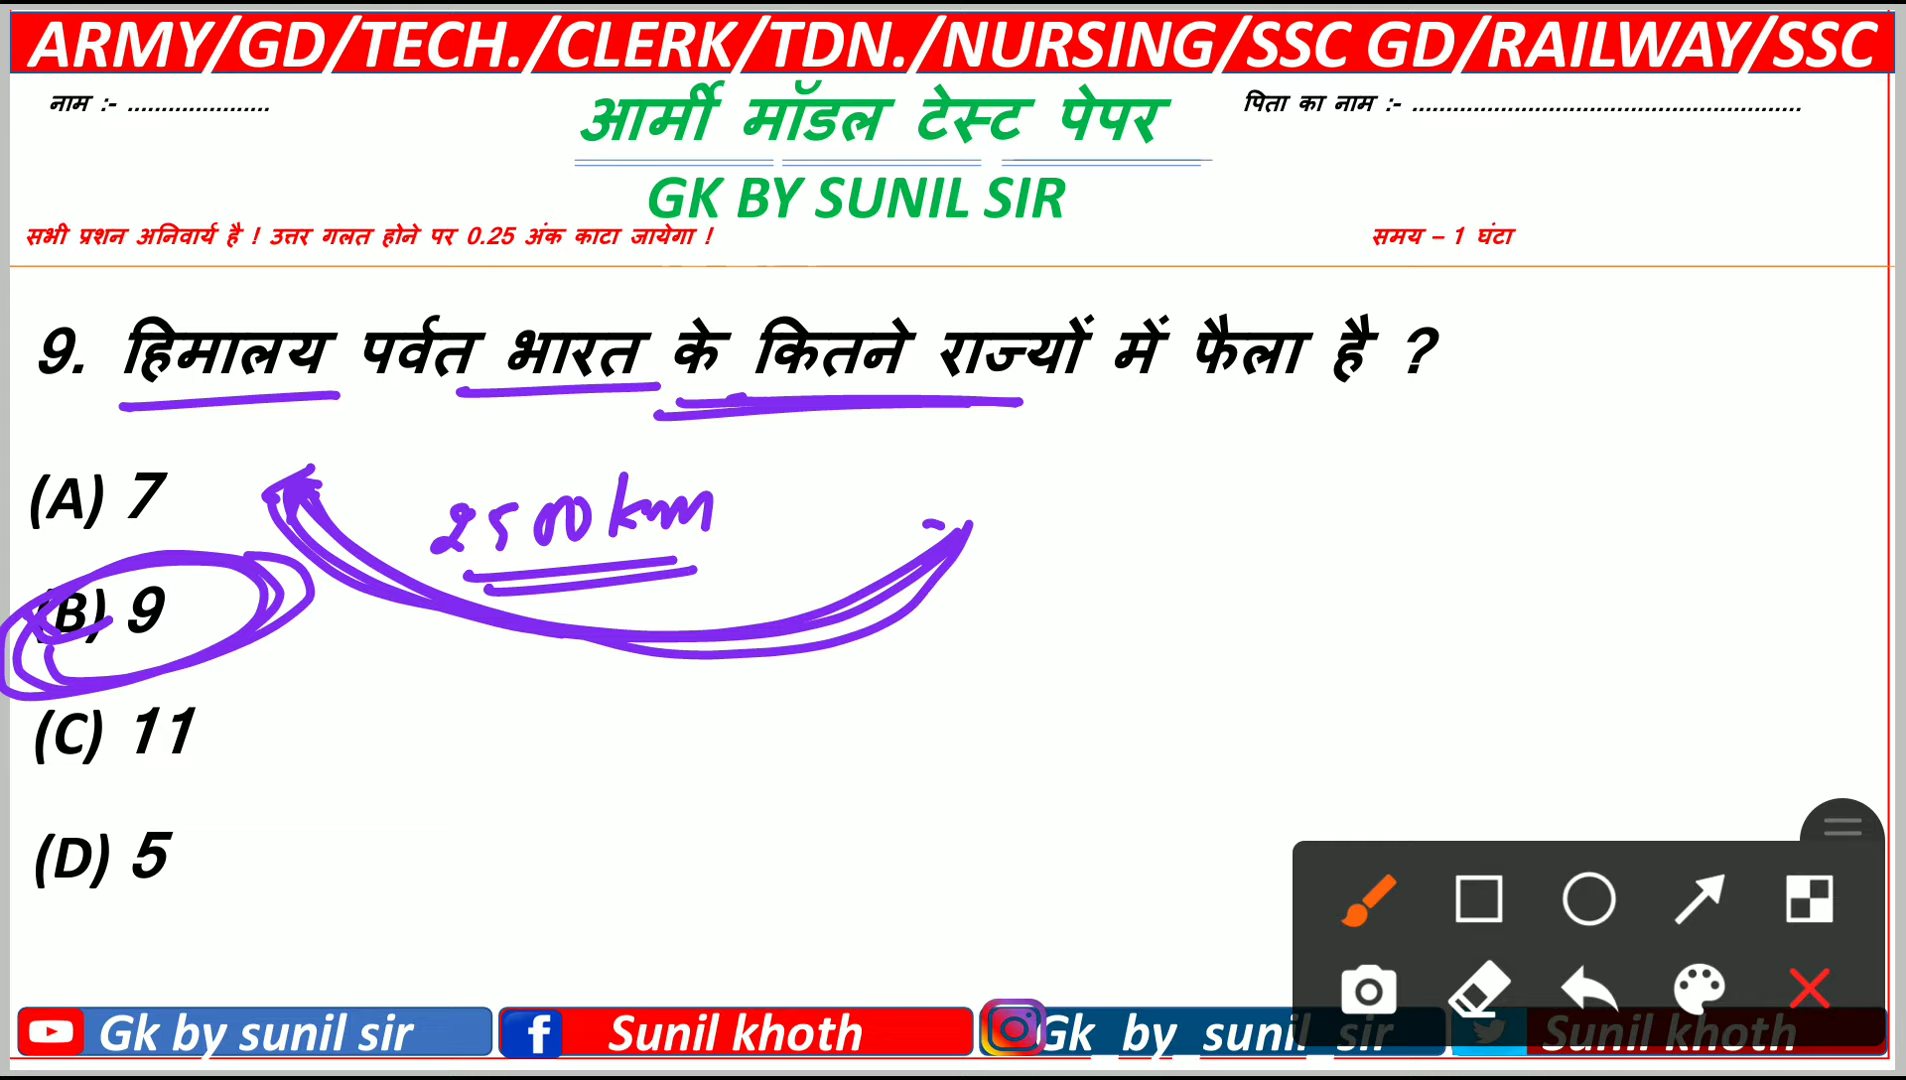 ARMY/GD/TECH./CLERK/TDN./NURSING/SSC GD/RAILWAY/SSC
नाम :- .....................
आर्मी मॉडल टेस्ट पेपर
पिता का नाम :- ..........................................................
GK BY SUNIL SIR
सभी प्रशन अनिवार्य है ! उत्तर गलत होने पर 0.25 अंक काटा जायेगा !
समय – 1 घंटा
9. हिमालय पर्वत भारत के कितने राज्यों में फैला है ?
(A) 7
2500 km
(B) 9
(C) 11
(D) 5
Gk by sunil sir
Sunil khoth
Gk by sunil sir
Sunil khoth